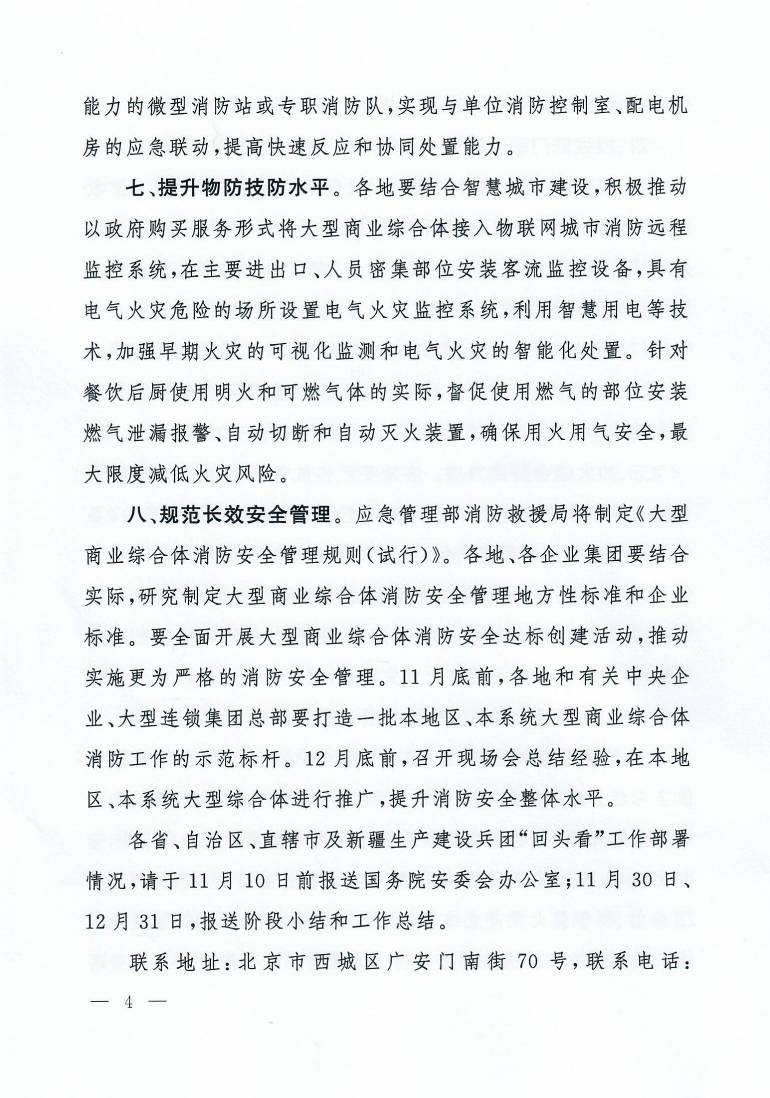 能力的微型消防站或专职消防队,实现与单位消防控制室、配电机
房的应急联动,提高快速反应和协同处置能力。
七、提升物防技防水平。各地要结合智慧城市建设,积极推动
以政府购买服务形式将大型商业综合体接入物联网城市消防远程
监控系统,在主要进出口、人员密集部位安装客流监控设备,具有
电气火灾危险的场所设置电气火灾监控系统,利用智慧用电等技
术,加强早期火灾的可视化监测和电气火灾的智能化处置。针对
餐饮后厨使用明火和可燃气体的实际,督促使用燃气的部位安装
燃气泄漏报警、自动切断和自动灭火装置,确保用火用气安全,最
大限度减低火灾风险。
八、规范长效安全管理。应急管理部消防救援局将制定《大型
商业综合体消防安全管理规则(试行)》。各地、各企业集团要结合
实际,研究制定大型商业综合体消防安全管理地方性标准和企业
标准。要全面开展大型商业综合体消防安全达标创建活动,推动
实施更为严格的消防安全管理。11月底前,各地和有关中央企
业、大型连锁集团总部要打造一批本地区、本系统大型商业综合体
消防工作的示范标杆。12月底前,召开现场会总结经验,在本地
区、本系统大型综合体进行推广,提升消防安全整体水平。
各省、自治区、直辖市及新疆生产建设兵团“回头看”工作部署
情况,请于11月10日前报送国务院安委会办公室;11月30日、
12月31日,报送阶段小结和工作总结。
联系地址:北京市西城区广安门南街70号,联系电话:
— 4 —